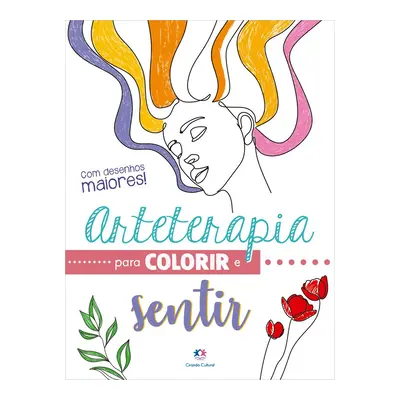 Com desenhos
maiores!
Arteterapia
para COLORIR e
sentir
Ciranda Cultural